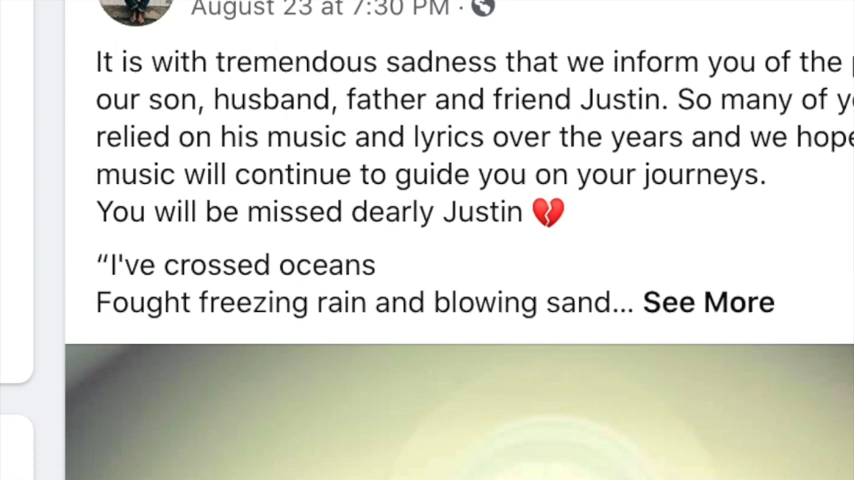 August 23 at 7:30 PM ·
It is with tremendous sadness that we inform you of the
our son, husband, father and friend Justin. So many of
relied on his music and lyrics over the years and we hope
music will continue to guide you on your journeys.
You will be missed dearly Justin 💔
“I've crossed oceans
Fought freezing rain and blowing sand... See More